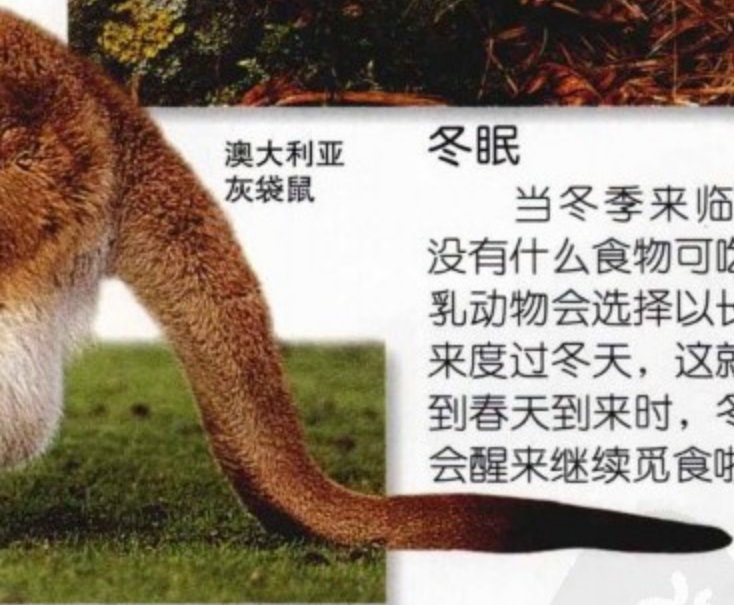 澳大利亚
灰袋鼠
冬眠
当冬季来临
没有什么食物可
乳动物会选择以
来度过冬天，这
到春天到来时，
会醒来继续觅食